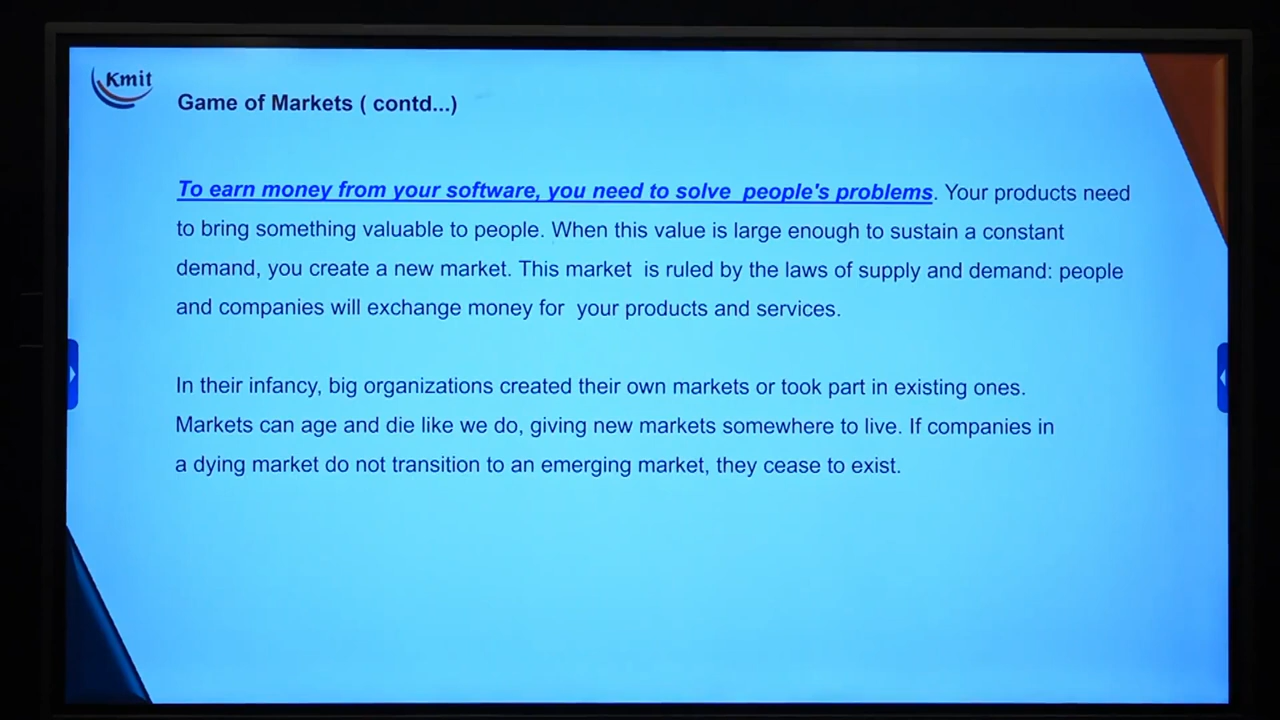 Kmit
Game of Markets ( contd...)
To earn money from your software, you need to solve people's problems. Your products need
to bring something valuable to people. When this value is large enough to sustain a constant
demand, you create a new market. This market is ruled by the laws of supply and demand: people
and companies will exchange money for your products and services.
In their infancy, big organizations created their own markets or took part in existing ones.
Markets can age and die like we do, giving new markets somewhere to live. If companies in
a dying market do not transition to an emerging market, they cease to exist.